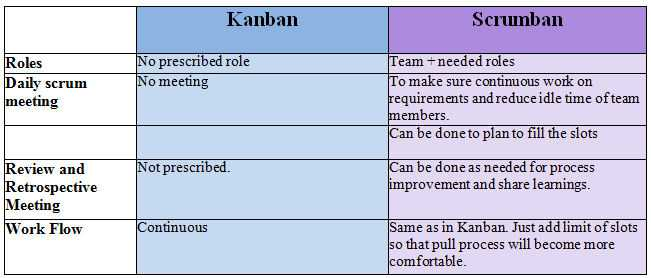 Kanban Scrumban
Roles No prescribed role Team + needed roles
Daily scrum No meeting To make sure continuous work on
meeting requirements and reduce idle time of team
members.
Can be done to plan to fill the slots
Review and Not prescribed. Can be done as needed for process
Retrospective improvement and share learnings.
Meeting
Work Flow Continuous Same as in Kanban. Just add limit of slots
so that pull process will become more
comfortable.